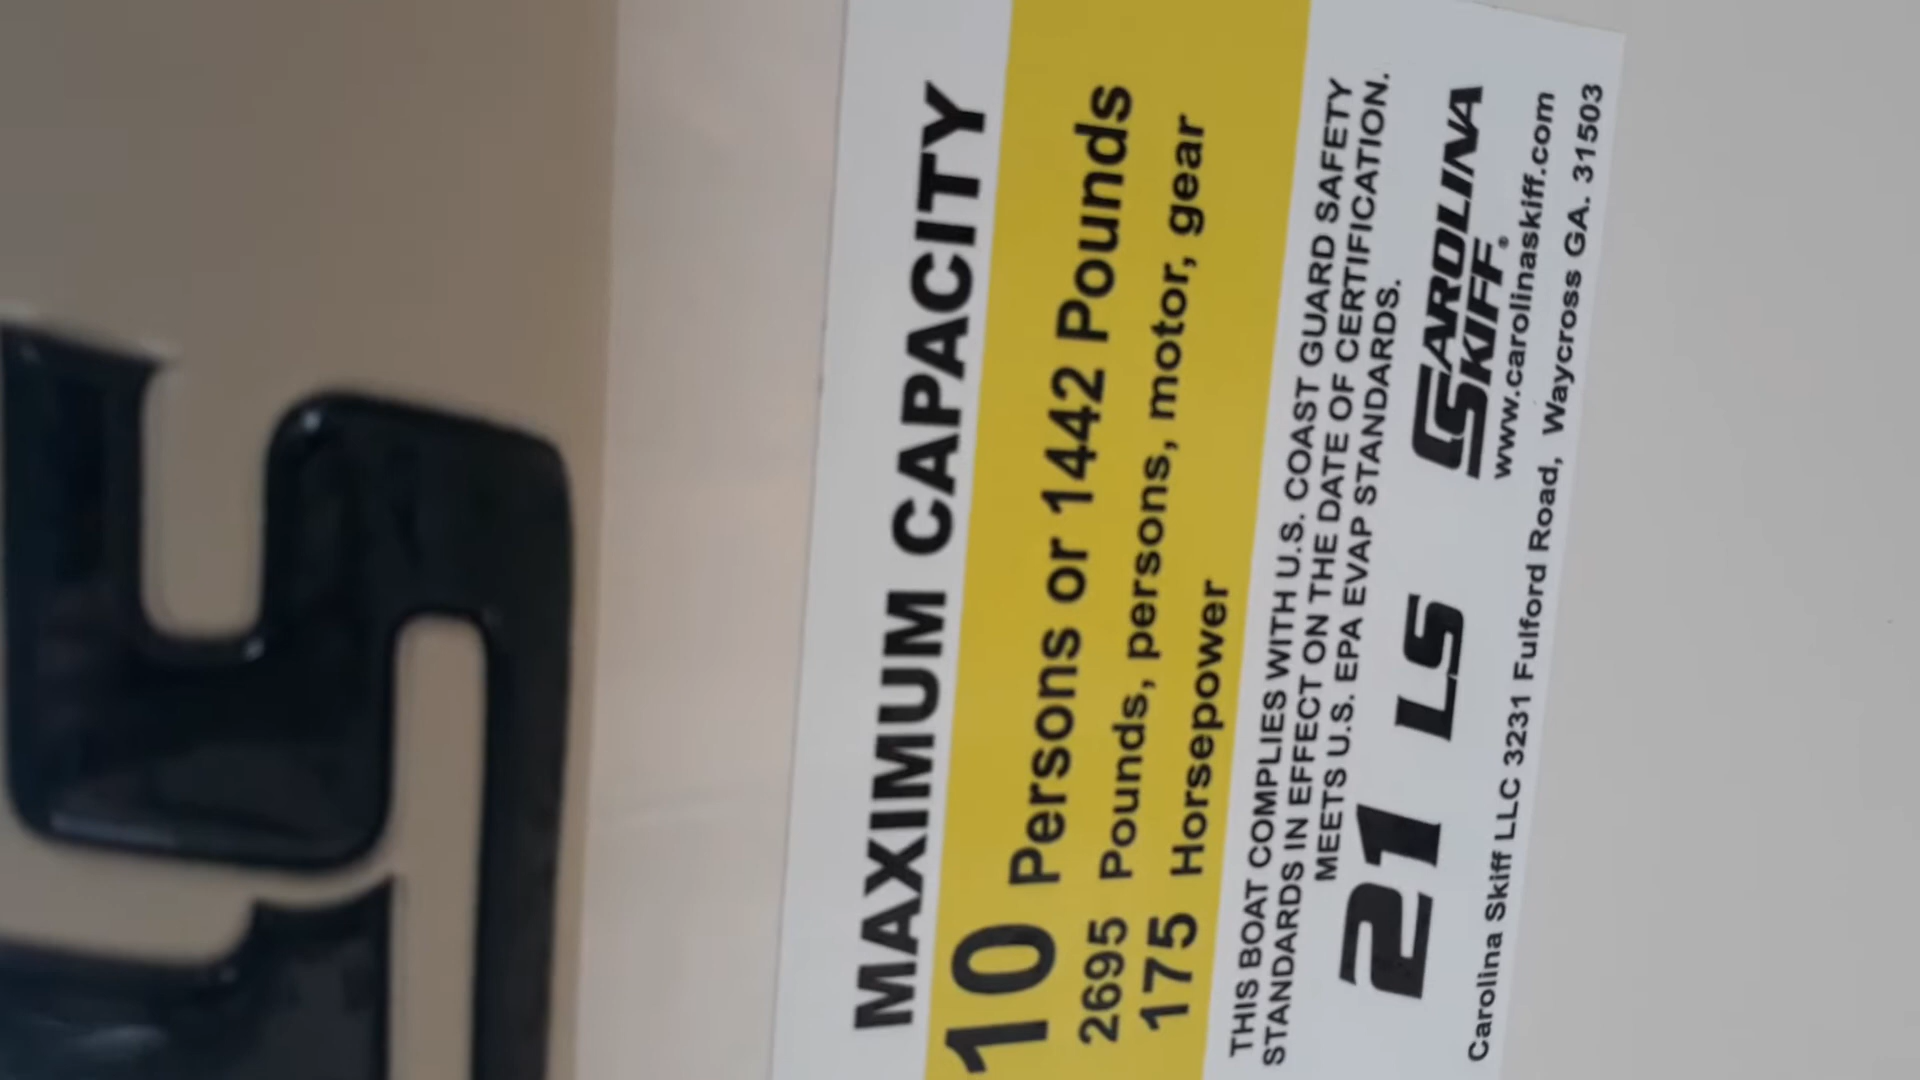 MAXIMUM CAPACITY
10 Persons or 1442 Pounds
2695 Pounds, persons, motor, gear
175 Horsepower
THIS BOAT COMPLIES WITH U.S. COAST GUARD SAFETY
STANDARDS IN EFFECT ON THE DATE OF CERTIFICATION.
MEETS U.S. EPA EVAP STANDARDS.
21 LS
CAROLINA
SKIFF®
www.carolinaskiff.com
Carolina Skiff LLC 3231 Fulford Road, Waycross GA. 31503